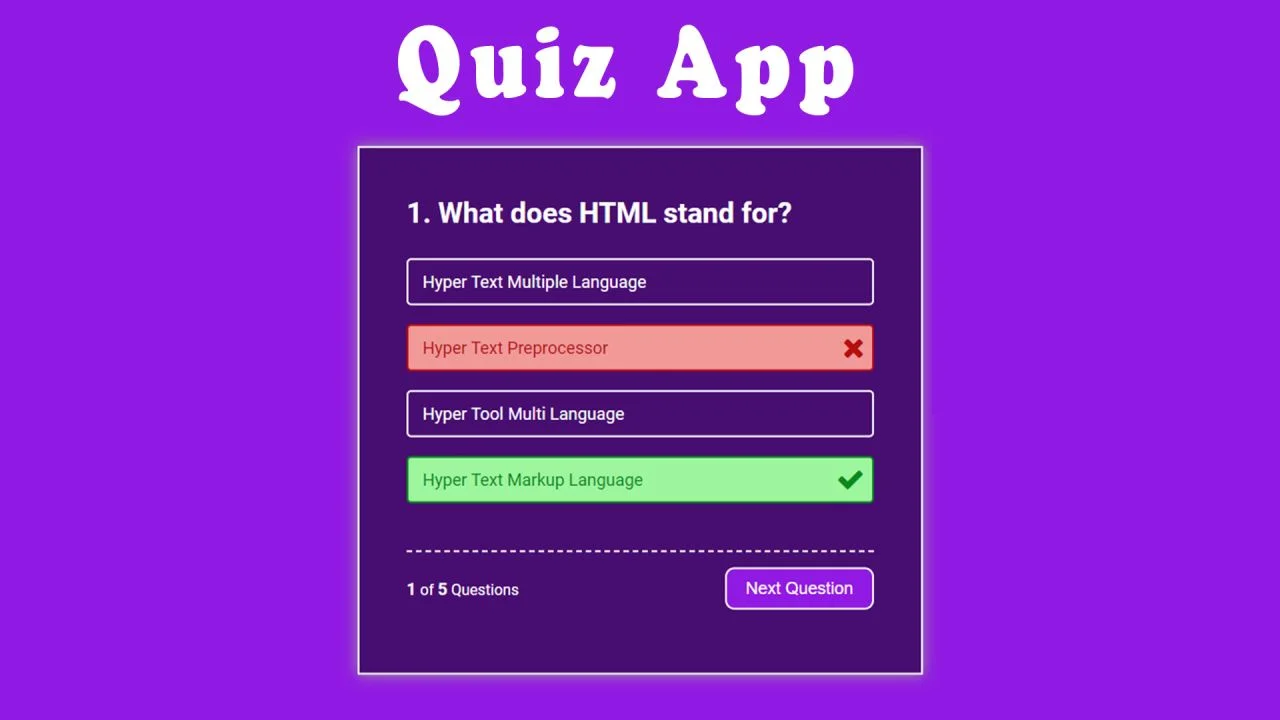 Quiz App
1. What does HTML stand for?
Hyper Text Multiple Language
Hyper Text Preprocessor
Hyper Tool Multi Language
Hyper Text Markup Language
1 of 5 Questions
Next Question